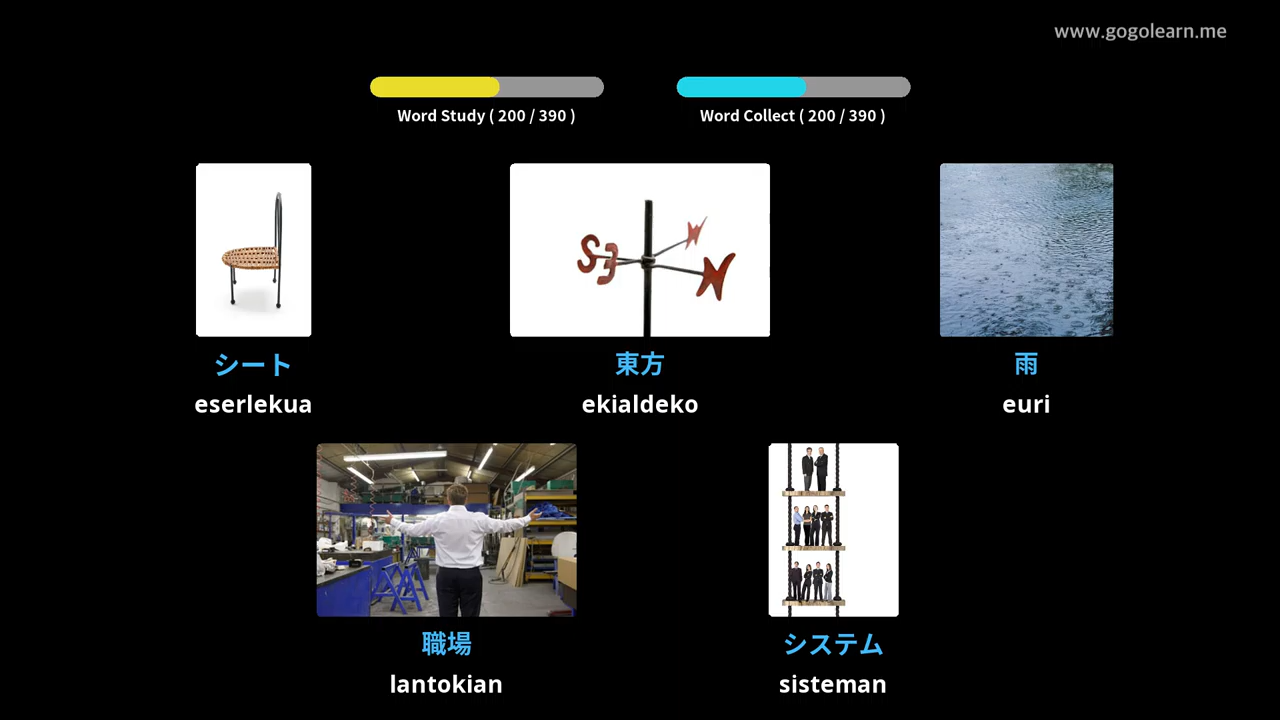 www.gogolearn.me
Word Study ( 200 / 390 )
Word Collect ( 200 / 390 )
S
E
W
N
シート
東方
雨
eserlekua
ekialdeko
euri
職場
システム
lantokian
sisteman